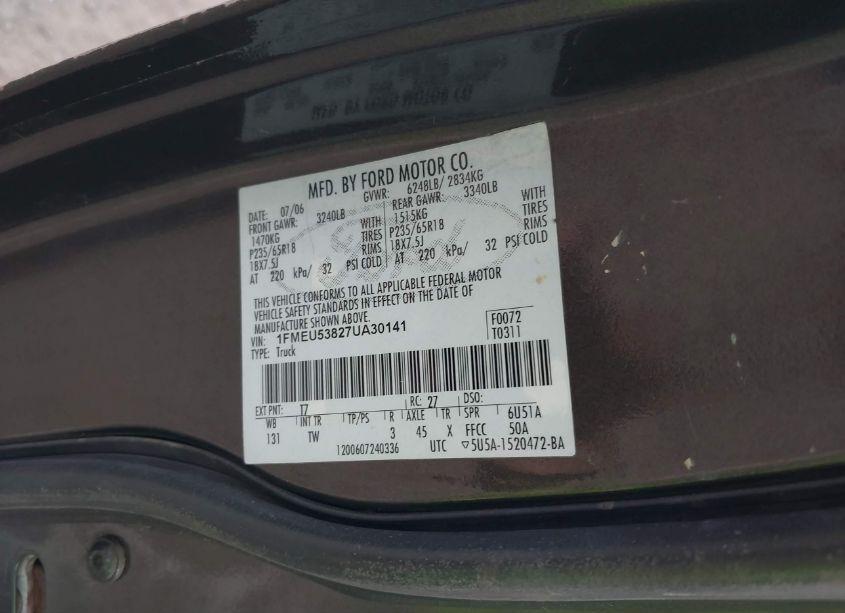 MFD. BY FORD MOTOR CO.
DATE: 07/06 GVWR: 6248LB/ 2834KG
FRONT GAWR: 3240LB REAR GAWR: 3340LB
1470KG WITH 1515KG WITH
P235/65R18 TIRES P235/65R18 TIRES
18X7.5J RIMS 18X7.5J RIMS
AT 220 kPa/ 32 PSI COLD AT 220 kPa/ 32 PSI COLD
Ford
THIS VEHICLE CONFORMS TO ALL APPLICABLE FEDERAL MOTOR
VEHICLE SAFETY STANDARDS IN EFFECT ON THE DATE OF
MANUFACTURE SHOWN ABOVE.
VIN: 1FMEU53827UA30141 F0072
TYPE: Truck T0311
EXT PNT: T7 RC: 27 DSO:
WB INT TR TP/PS R AXLE TR SPR 6U51A
131 TW 3 45 X FFCC 50A
1200607240336 UTC ▽5U5A-1520472-BA